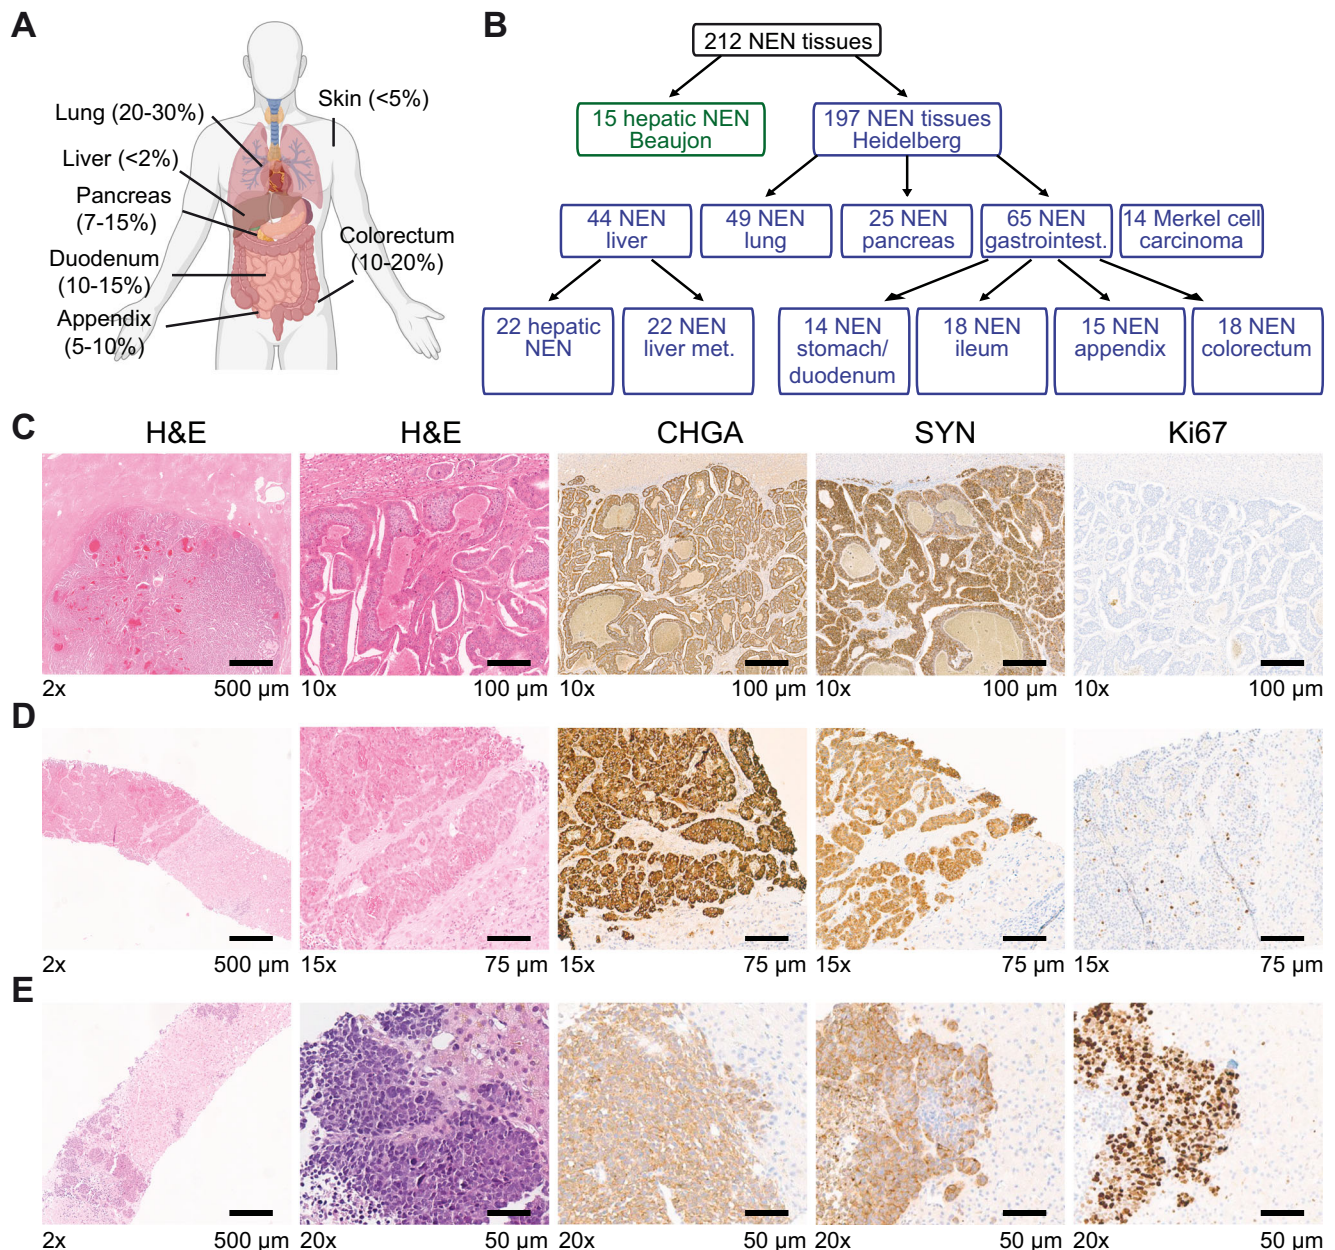 A
Lung (20-30%)
Skin (<5%)
Liver (<2%)
Pancreas
(7-15%)
Colorectum
(10-20%)
Duodenum
(10-15%)
Appendix
(5-10%)
B
212 NEN tissues
15 hepatic NEN
Beaujon
197 NEN tissues
Heidelberg
44 NEN
liver
49 NEN
lung
25 NEN
pancreas
65 NEN
gastrointest.
14 Merkel cell
carcinoma
22 hepatic
NEN
22 NEN
liver met.
14 NEN
stomach/
duodenum
18 NEN
ileum
15 NEN
appendix
18 NEN
colorectum
C
H&E
H&E
CHGA
SYN
Ki67
2x 500 µm
10x 100 µm
10x 100 µm
10x 100 µm
10x 100 µm
D
2x 500 µm
15x 75 µm
15x 75 µm
15x 75 µm
15x 75 µm
E
2x 500 µm
20x 50 µm
20x 50 µm
20x 50 µm
20x 50 µm